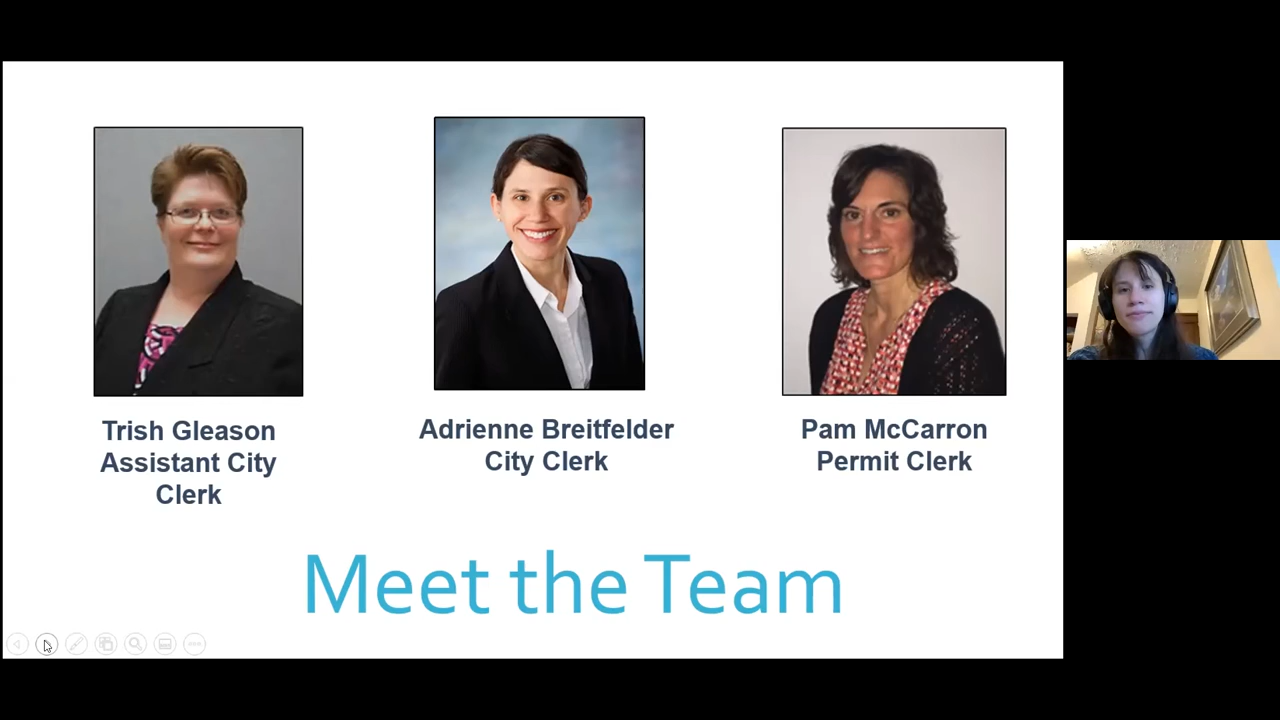 Trish Gleason
Assistant City
Clerk
Adrienne Breitfelder
City Clerk
Pam McCarron
Permit Clerk
Meet the Team